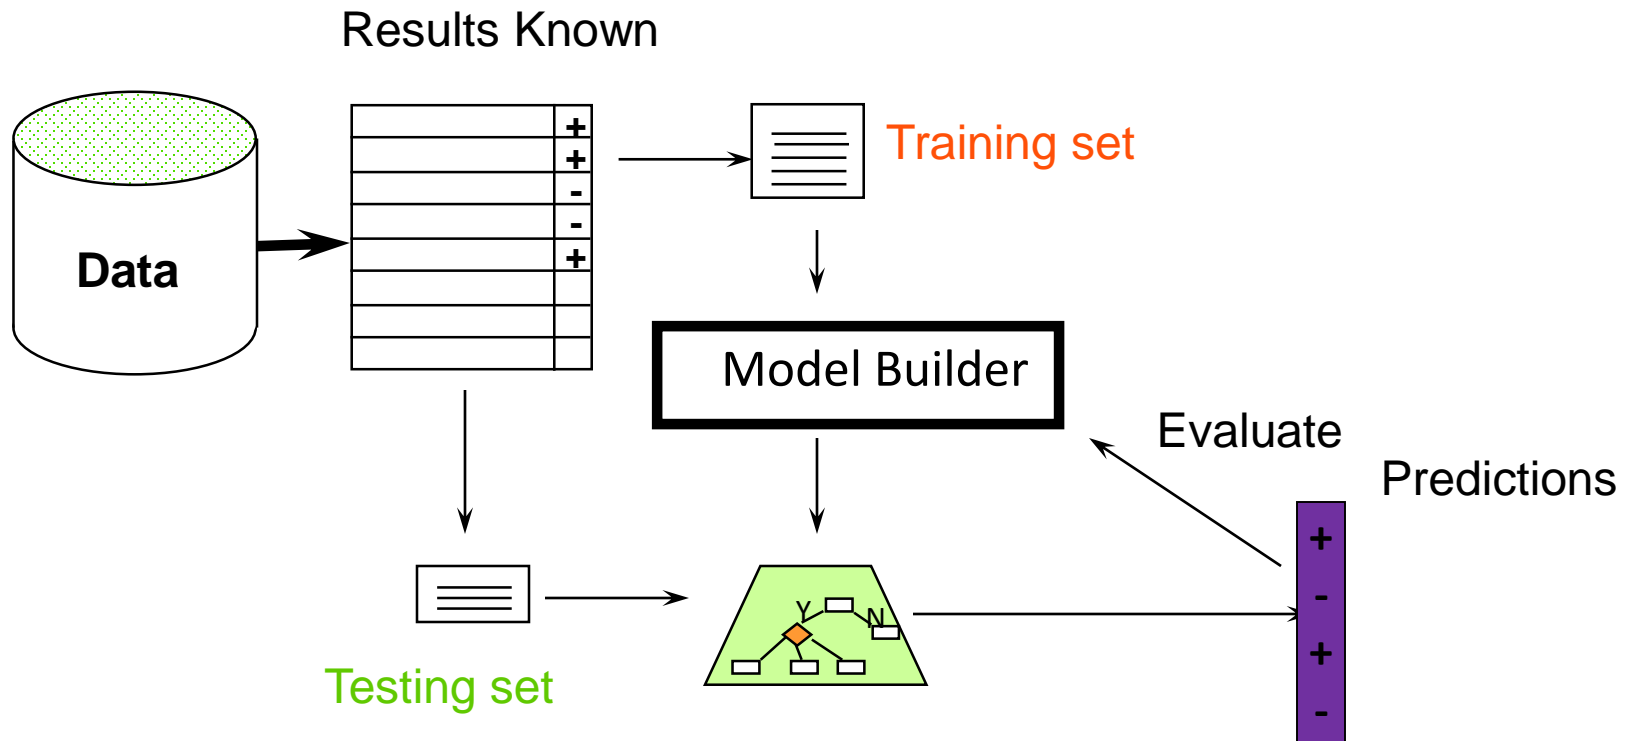 Results Known
+
+
-
-
+
Training set
Data
Model Builder
Evaluate
Predictions
+
-
+
-
Y
N
Testing set